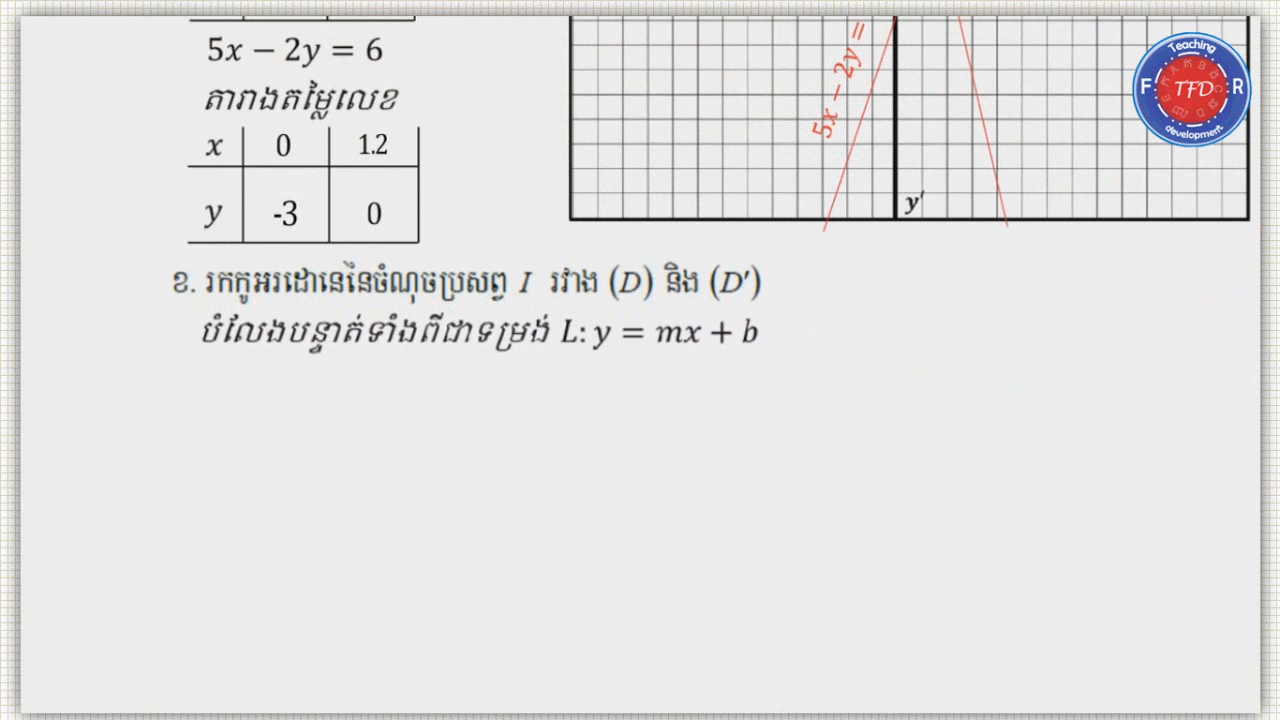 5x − 2y = 6
តារាងតម្លៃលេខ
x 0 1.2
y -3 0
5x − 2y =
y′
ខ. រកកូអរដោនេនៃចំណុចប្រសព្វ I រវាង (D) និង (D′)
បំលែងបន្ទាត់ទាំងពីជាទម្រង់ L: y = mx + b
Teaching
F TFD R
development